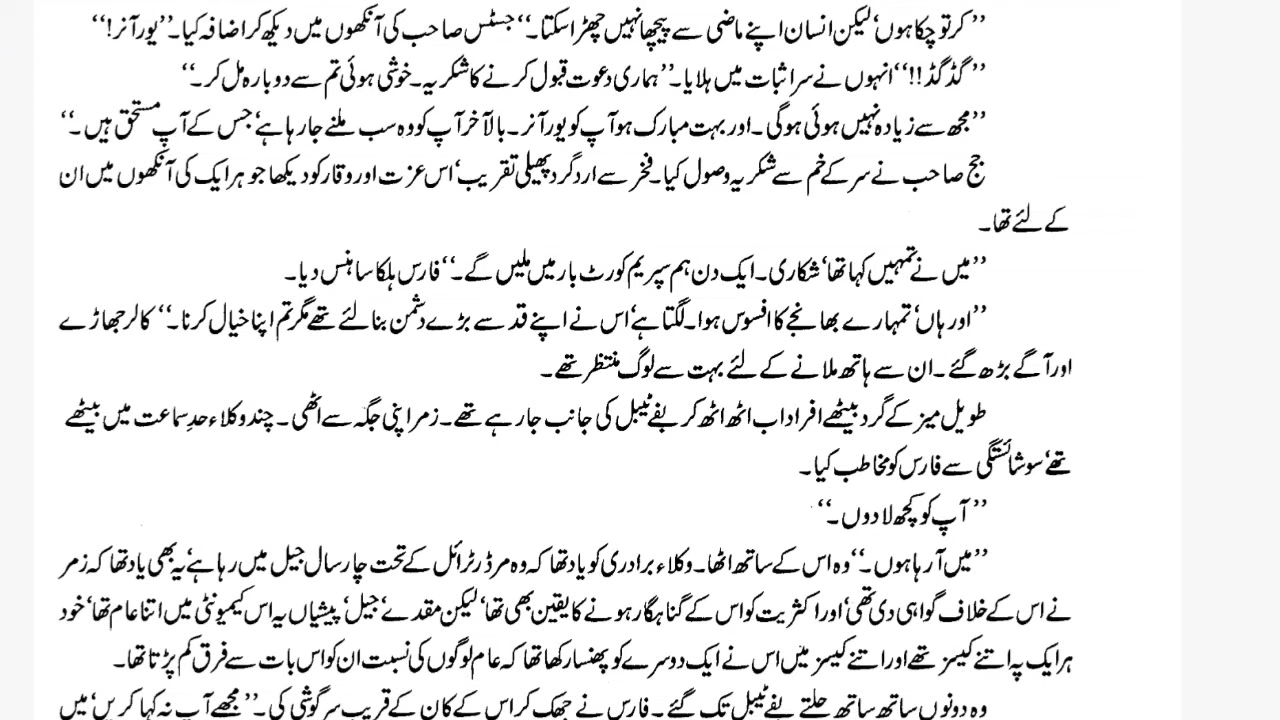 ’’کر تو چکا ہوں‘ لیکن انسان اپنے ماضی سے پیچھا نہیں چھڑا سکتا۔‘‘ جسٹس صاحب کی آنکھوں میں دیکھ کر اضافہ کیا۔ ’’یور آنر!‘‘
’’گڈ گڈ!!‘‘ انہوں نے سر اثبات میں ہلایا۔ ’’ہماری دعوت قبول کرنے کا شکریہ۔ خوشی ہوئی تم سے دوبارہ مل کر۔‘‘
’’مجھ سے زیادہ نہیں ہوئی ہوگی۔ اور بہت مبارک ہو آپ کو یور آنر۔ بالآخر آپ کو وہ سب ملنے جا رہا ہے‘ جس کے آپ مستحق ہیں۔‘‘
جج صاحب نے سر کے خم سے شکریہ وصول کیا۔ فخر سے اردگرد پھیلی تقریب‘ اس عزت اور وقار کو دیکھا جو ہر ایک کی آنکھوں میں ان
کے لئے تھا۔
’’میں نے تمہیں کہا تھا‘ شکاری۔ ایک دن ہم سپریم کورٹ بار میں ملیں گے۔‘‘ فارس ہلکا سا ہنس دیا۔
’’اور ہاں‘ تمہارے بھانجے کا افسوس ہوا۔ لگتا ہے‘ اس نے اپنے قد سے بڑے دشمن بنا لئے تھے مگر تم اپنا خیال کرنا۔‘‘ کالر جھاڑے
اور آگے بڑھ گئے۔ ان سے ہاتھ ملانے کے لئے بہت سے لوگ منتظر تھے۔
طویل میز کے گرد بیٹھے افراد اب اٹھ اٹھ کر بفے ٹیبل کی جانب جا رہے تھے۔ زمر اپنی جگہ سے اٹھی۔ چند وکلاء حدِ سماعت میں بیٹھے
تھے‘ سو شائستگی سے فارس کو مخاطب کیا۔
’’آپ کو کچھ لا دوں۔‘‘
’’میں آ رہا ہوں۔‘‘ وہ اس کے ساتھ اٹھا۔ وکلاء برادری کو یاد تھا کہ وہ مرڈر ٹرائل کے تحت چار سال جیل میں رہا ہے‘ یہ بھی یاد تھا کہ زمر
نے اس کے خلاف گواہی دی تھی‘ اور اکثریت کو اس کے گناہگار ہونے کا یقین بھی تھا‘ لیکن مقدمے‘ جیل‘ پیشیاں یہ اس کیمیونٹی میں اتنا عام تھا‘ خود
ہر ایک پہ اتنے کیسز تھے اور اتنے کیسز میں اس نے ایک دوسرے کو پھنسا رکھا تھا کہ عام لوگوں کی نسبت ان کو اس بات سے فرق کم پڑتا تھا۔
وہ دونوں ساتھ ساتھ چلتے بفے ٹیبل تک گئے۔ فارس نے جھک کر اس کے کان کے قریب سرگوشی کی۔ ’’مجھے آپ نہ کہا کریں‘ میں